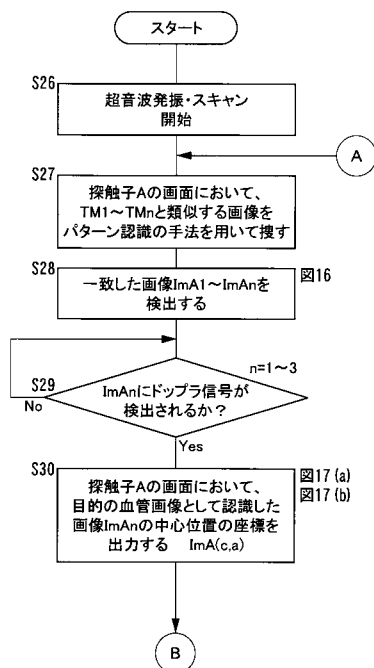 スタート
S26
超音波発振・スキャン
開始
A
S27
探触子Aの画面において、
TM1～TMnと類似する画像を
パターン認識の手法を用いて捜す
S28
図16
一致した画像ImA1～ImAnを
検出する
n=1～3
S29
ImAnにドップラ信号が
検出されるか？
No
Yes
S30
図17(a)
図17(b)
探触子Aの画面において、
目的の血管画像として認識した
画像ImAnの中心位置の座標を
出力する ImA(c,a)
B